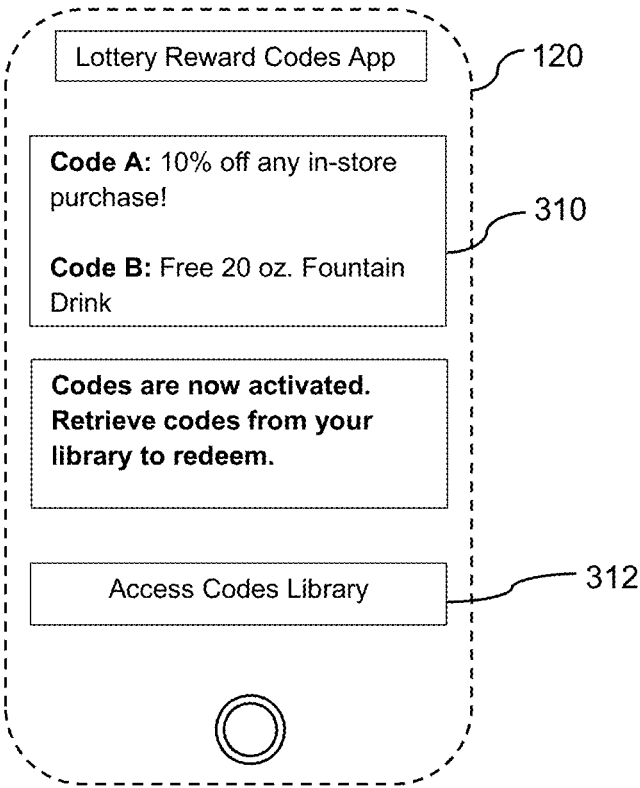 Lottery Reward Codes App
120
Code A: 10% off any in-store
purchase!
310
Code B: Free 20 oz. Fountain
Drink
Codes are now activated.
Retrieve codes from your
library to redeem.
Access Codes Library
312